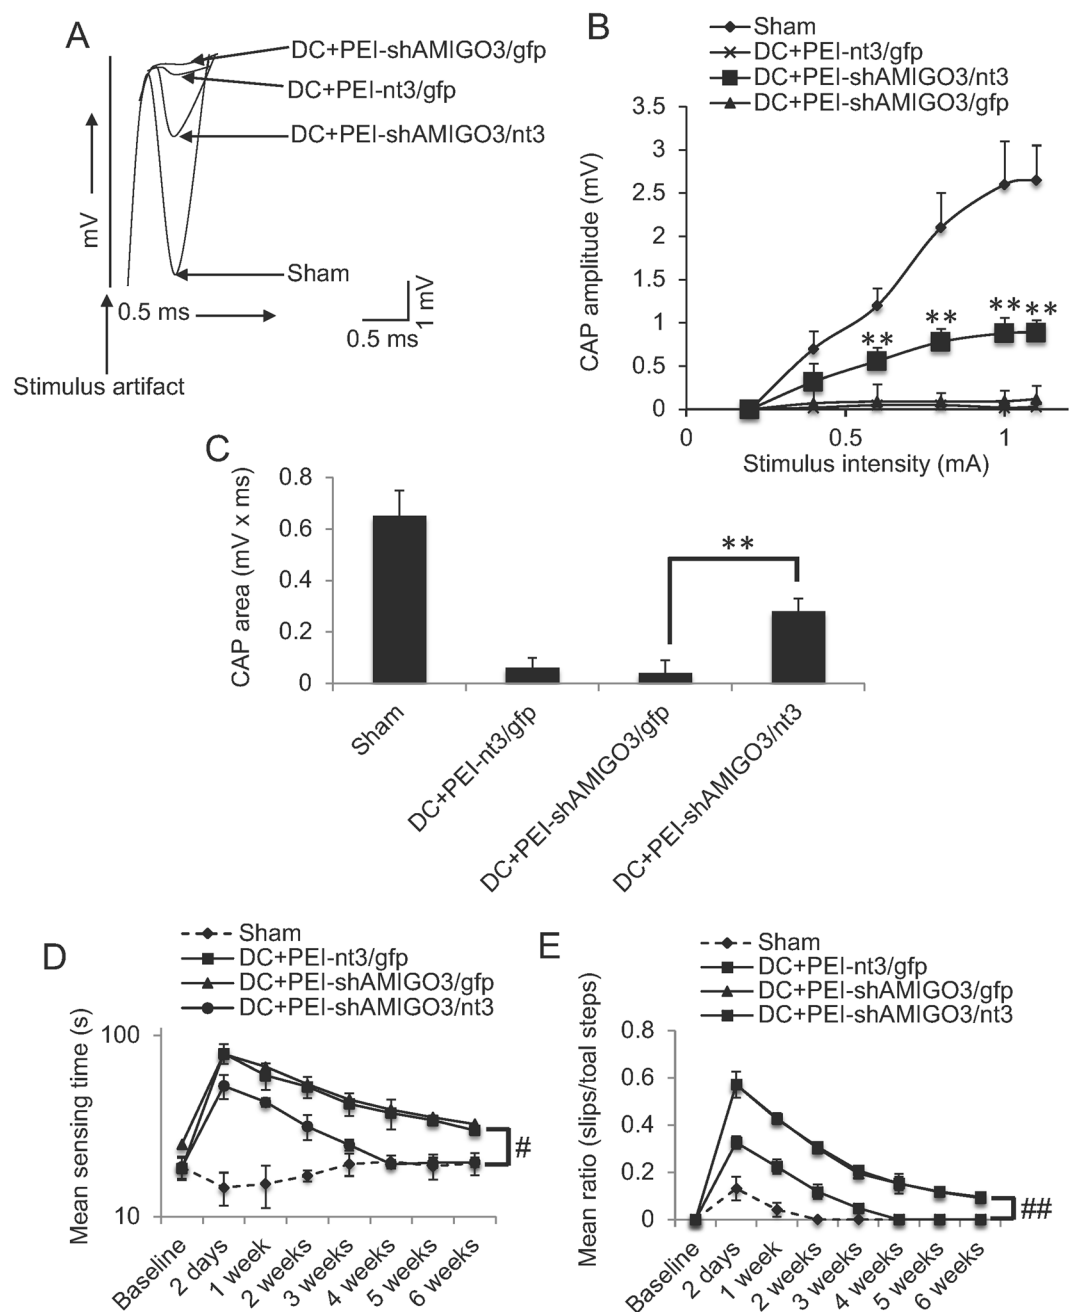 A
DC+PEI-shAMIGO3/gfp
DC+PEI-nt3/gfp
DC+PEI-shAMIGO3/nt3
Sham
mV
0.5 ms
1 mV
0.5 ms
Stimulus artifact
B
Sham
DC+PEI-nt3/gfp
DC+PEI-shAMIGO3/nt3
DC+PEI-shAMIGO3/gfp
CAP amplitude (mV)
3.5
3
2.5
2
1.5
1
0.5
0
** ** ** **
0 0.5 1
Stimulus intensity (mA)
C
CAP area (mV x ms)
0.8
0.6
0.4
0.2
0
**
Sham
DC+PEI-nt3/gfp
DC+PEI-shAMIGO3/gfp
DC+PEI-shAMIGO3/nt3
D
Sham
DC+PEI-nt3/gfp
DC+PEI-shAMIGO3/gfp
DC+PEI-shAMIGO3/nt3
Mean sensing time (s)
100
10
#
Baseline
2 days
1 week
2 weeks
3 weeks
4 weeks
5 weeks
6 weeks
E
Sham
DC+PEI-nt3/gfp
DC+PEI-shAMIGO3/gfp
DC+PEI-shAMIGO3/nt3
Mean ratio (slips/toal steps)
0.8
0.6
0.4
0.2
0
##
Baseline
2 days
1 week
2 weeks
3 weeks
4 weeks
5 weeks
6 weeks